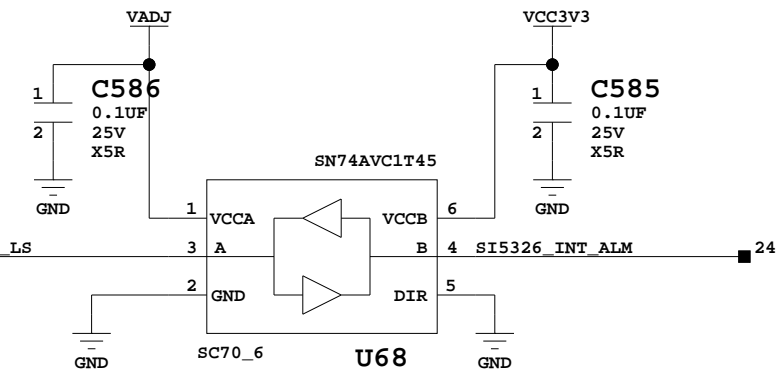 VADJ
VCC3V3
1
C586
0.1UF
2
25V
X5R
GND
1
C585
0.1UF
2
25V
X5R
GND
SN74AVC1T45
1
VCCA
VCCB
6
_LS
3
A
B
4
SI5326_INT_ALM
24
2
GND
DIR
5
GND
SC70_6
U68
GND